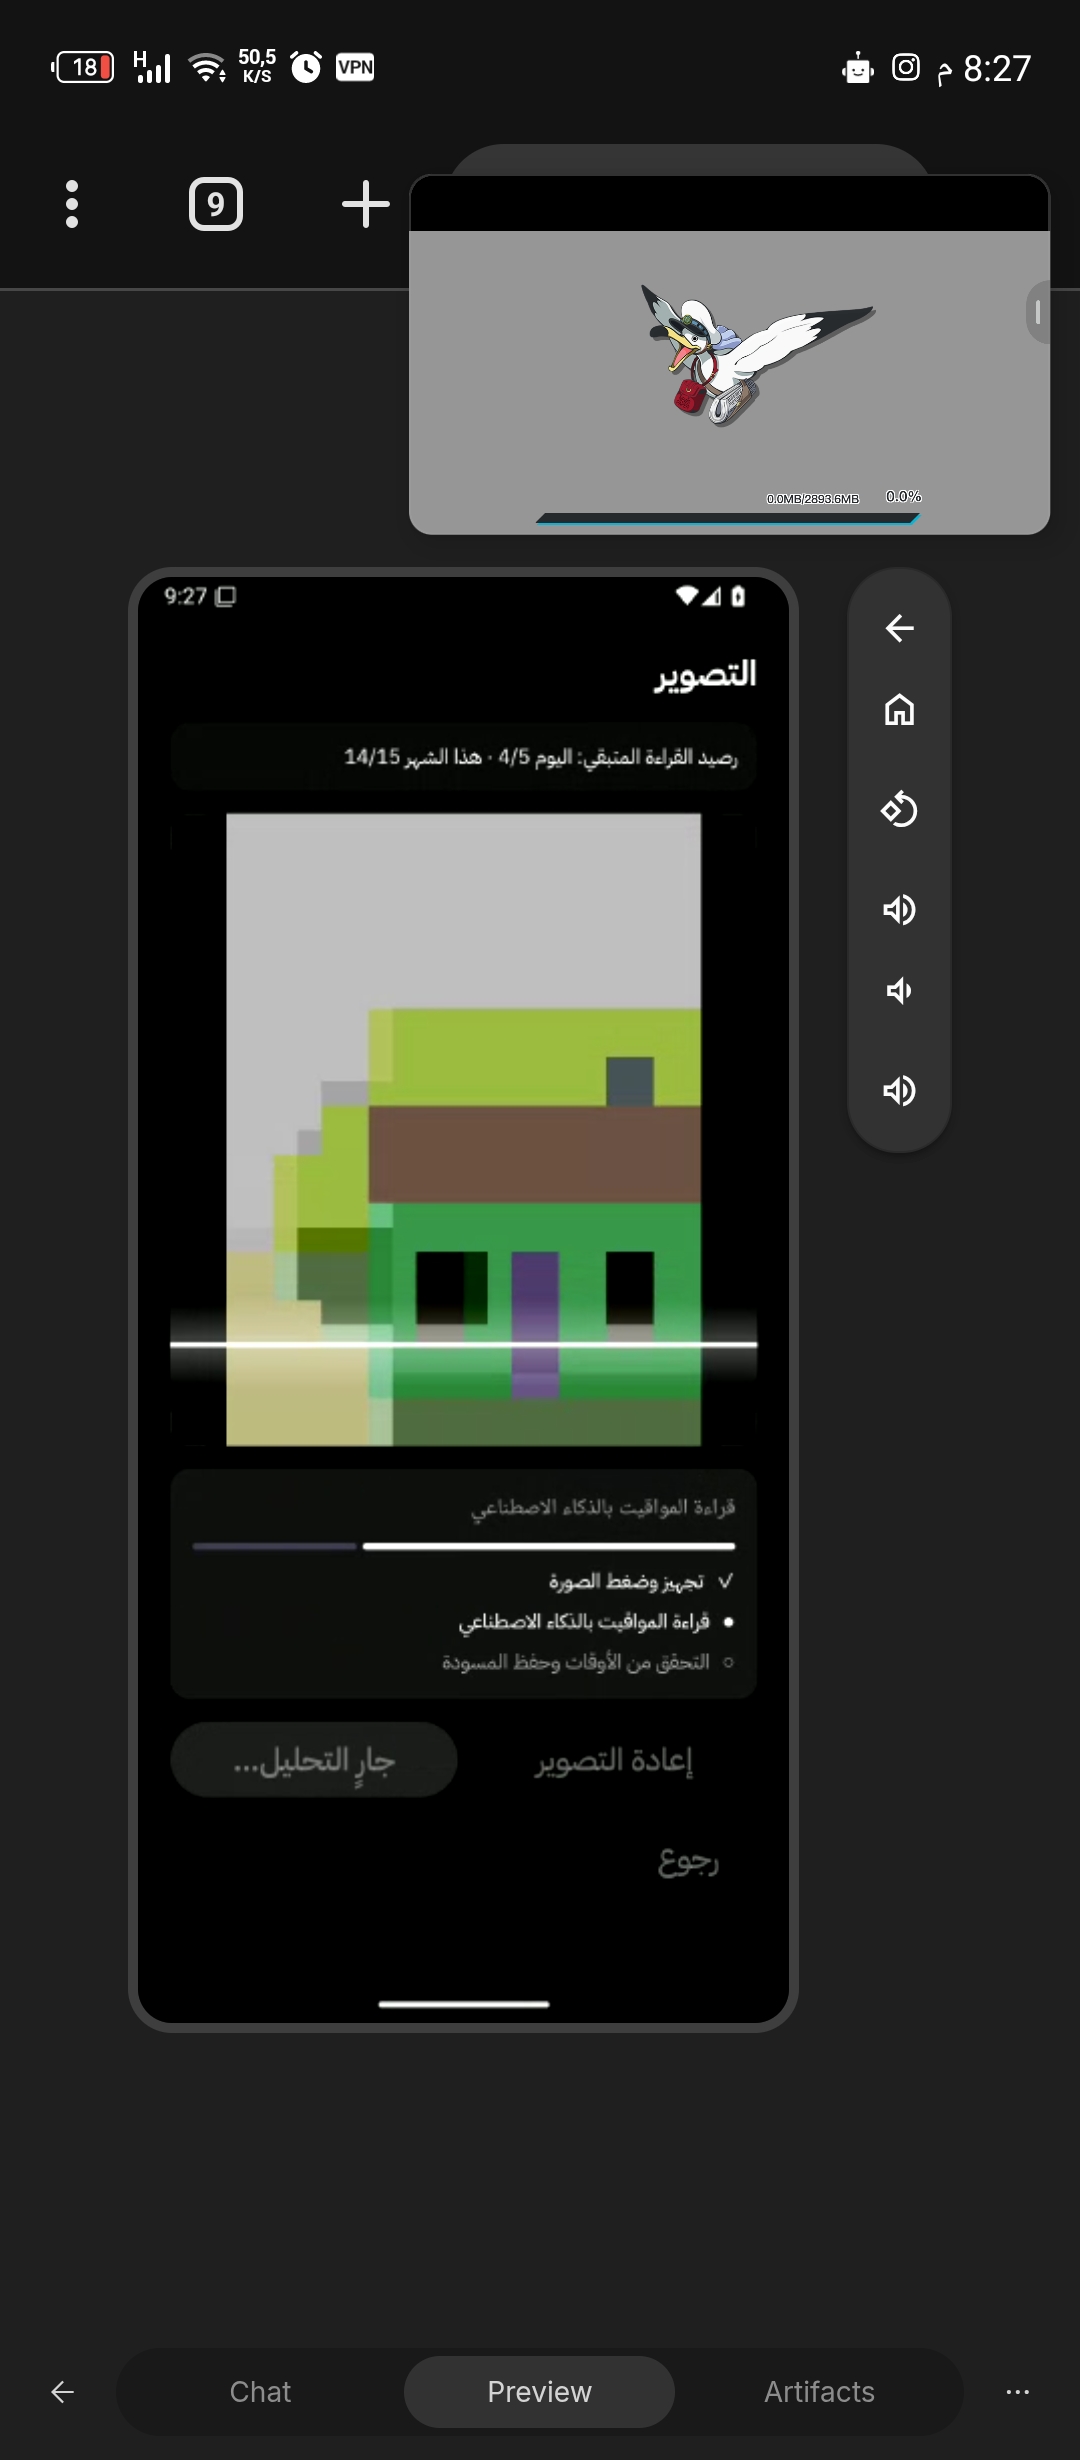 18 H 50,5 K/S VPN م 8:27
9
0.0MB/2893.6MB 0.0%
9:27
التصوير
رصيد القراءة المتبقي: اليوم 4/5 · هذا الشهر 14/15
قراءة المواقيت بالذكاء الاصطناعي
✓ تجهيز وضغط الصورة
● قراءة المواقيت بالذكاء الاصطناعي
○ التحقق من الأوقات وحفظ المسودة
إعادة التصوير
جارٍ التحليل...
رجوع
Chat Preview Artifacts